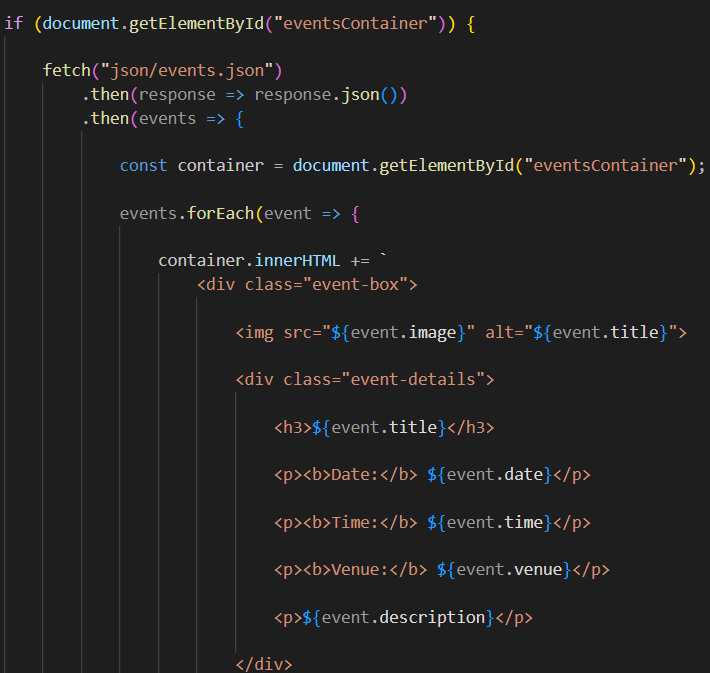 if (document.getElementById("eventsContainer")) {
fetch("json/events.json")
.then(response => response.json())
.then(events => {
const container = document.getElementById("eventsContainer");
events.forEach(event => {
container.innerHTML += `
<div class="event-box">
<img src="${event.image}" alt="${event.title}">
<div class="event-details">
<h3>${event.title}</h3>
<p><b>Date:</b> ${event.date}</p>
<p><b>Time:</b> ${event.time}</p>
<p><b>Venue:</b> ${event.venue}</p>
<p>${event.description}</p>
</div>